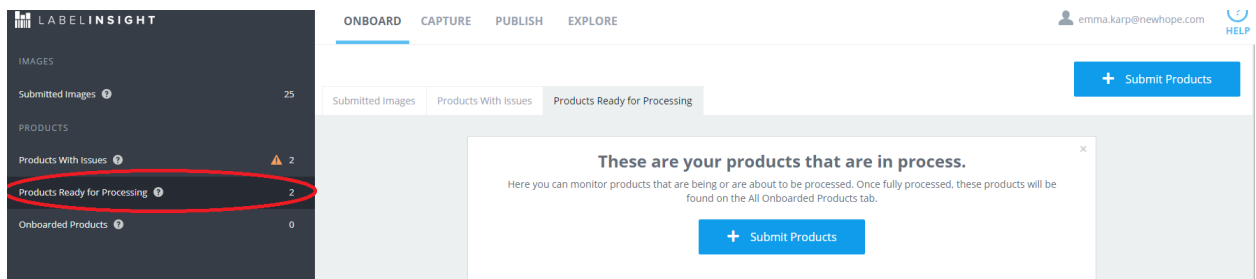 LABELINSIGHT
ONBOARD CAPTURE PUBLISH EXPLORE
emma.karp@newhope.com
? HELP
IMAGES
Submitted Images ? 25
PRODUCTS
Products With Issues ? 2
Products Ready for Processing ? 2
Onboarded Products ? 0
+ Submit Products
Submitted Images Products With Issues Products Ready for Processing
×
These are your products that are in process.
Here you can monitor products that are being or are about to be processed. Once fully processed, these products will be
found on the All Onboarded Products tab.
+ Submit Products